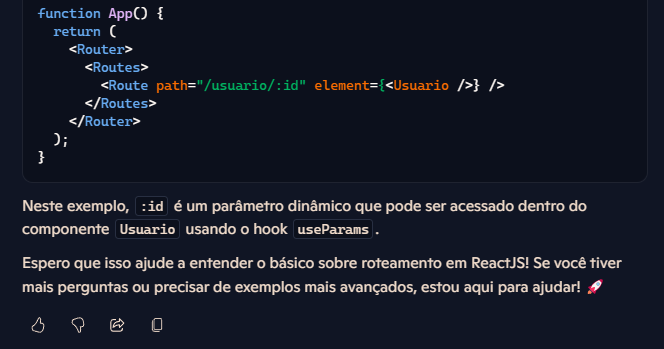 function App() {
  return (
    <Router>
      <Routes>
        <Route path="/usuario/:id" element={<Usuario />} />
      </Routes>
    </Router>
  );
}
Neste exemplo, :id é um parâmetro dinâmico que pode ser acessado dentro do
componente Usuario usando o hook useParams.
Espero que isso ajude a entender o básico sobre roteamento em ReactJS! Se você tiver
mais perguntas ou precisar de exemplos mais avançados, estou aqui para ajudar! 🚀